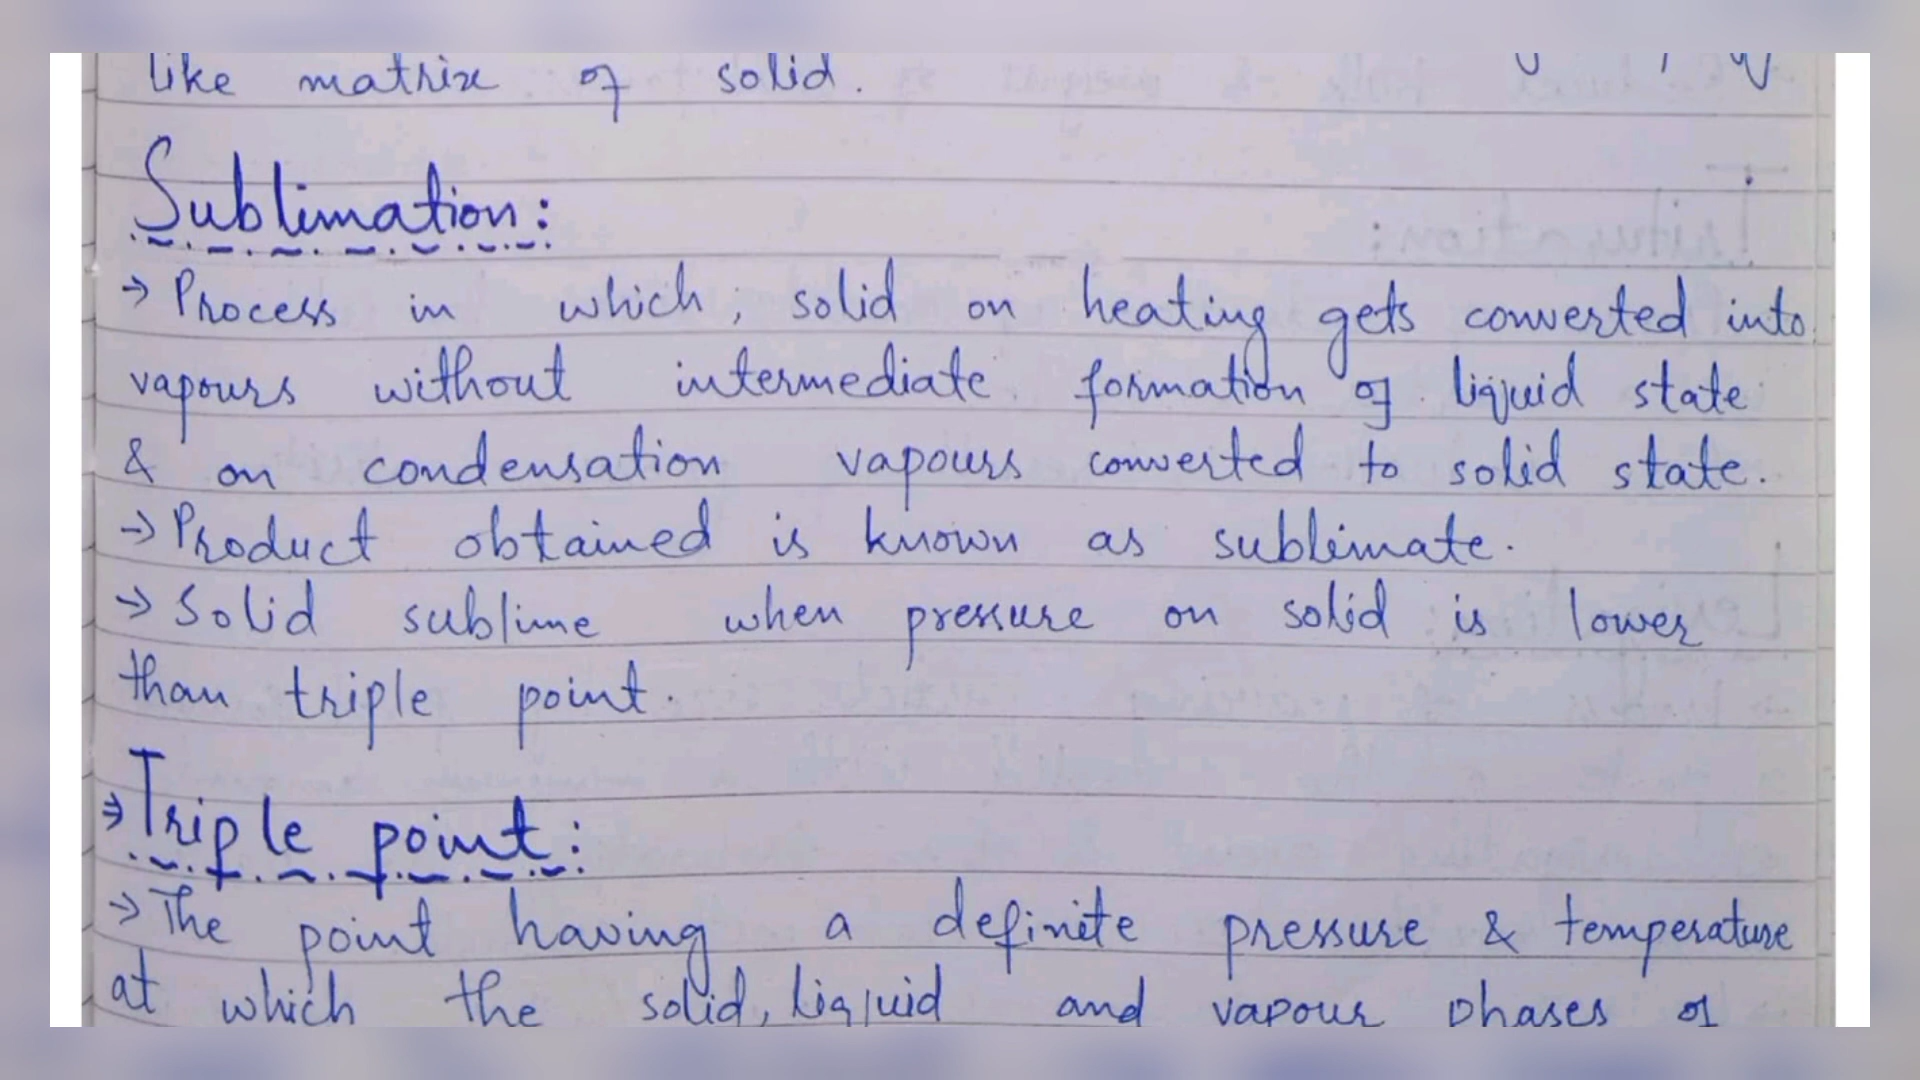 like matrix of solid.
Sublimation:
→ Process in which, solid on heating gets converted into
vapours without intermediate formation of liquid state
& on condensation vapours converted to solid state.
→ Product obtained is known as sublimate.
→ Solid sublime when pressure on solid is lower
than triple point.
⇒ Triple point:
→ The point having a definite pressure & temperature
at which the solid, liquid and vapour phases of